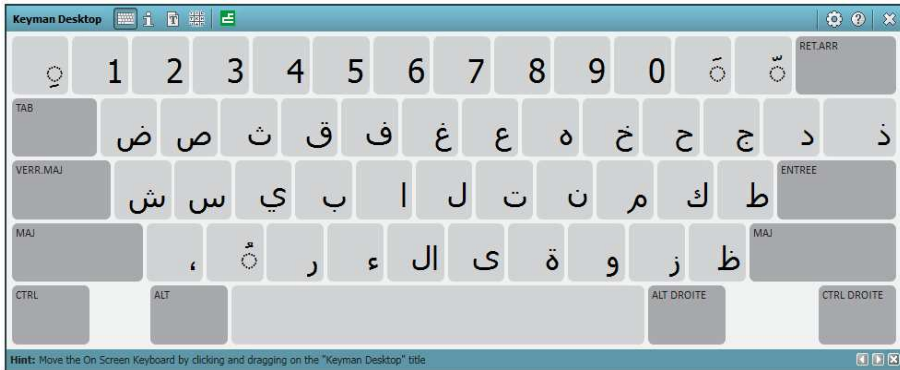 Keyman Desktop
ِ 1 2 3 4 5 6 7 8 9 0 َ ّ RET.ARR
TAB ض ص ث ق ف غ ع ه خ ح ج د ذ
VERR.MAJ ش س ي ب ا ل ت ن م ك ط ENTREE
MAJ ، ُ ر ء ال ى ة و ز ظ MAJ
CTRL ALT ALT DROITE CTRL DROITE
Hint: Move the On Screen Keyboard by clicking and dragging on the "Keyman Desktop" title